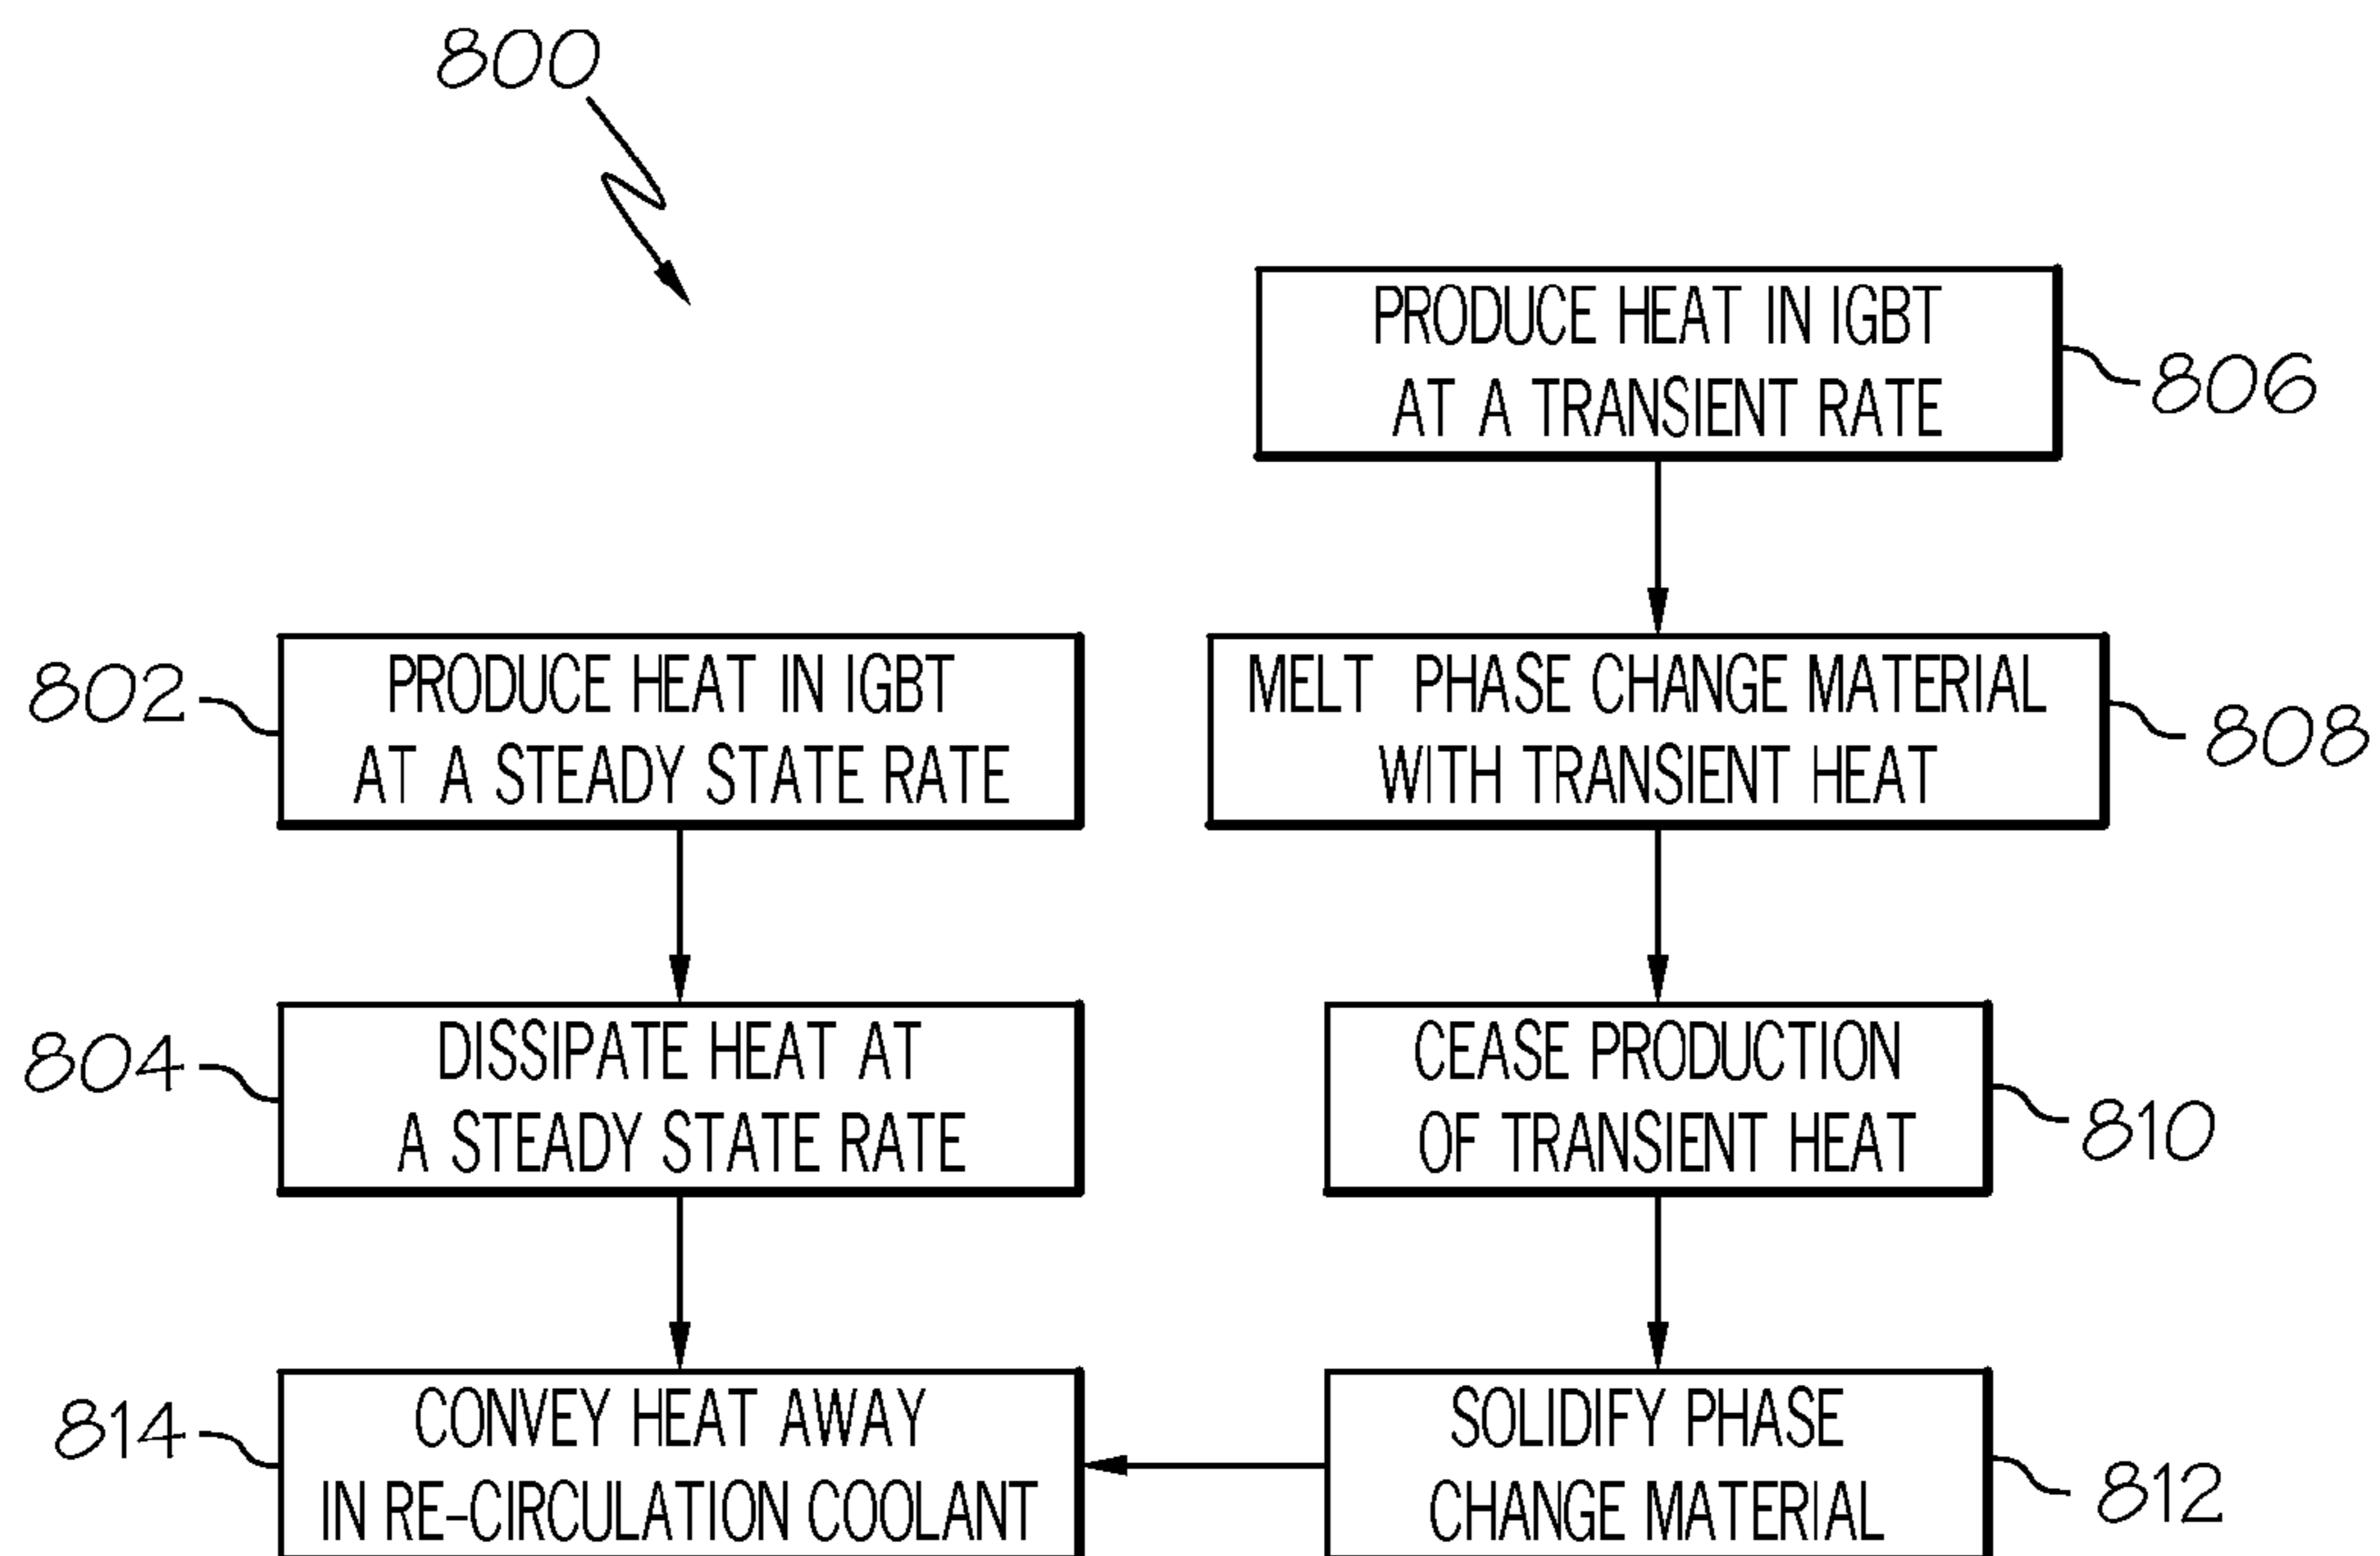 800
PRODUCE HEAT IN IGBT
AT A TRANSIENT RATE
806
802
PRODUCE HEAT IN IGBT
AT A STEADY STATE RATE
MELT PHASE CHANGE MATERIAL
WITH TRANSIENT HEAT
808
804
DISSIPATE HEAT AT
A STEADY STATE RATE
CEASE PRODUCTION
OF TRANSIENT HEAT
810
814
CONVEY HEAT AWAY
IN RE-CIRCULATION COOLANT
SOLIDIFY PHASE
CHANGE MATERIAL
812